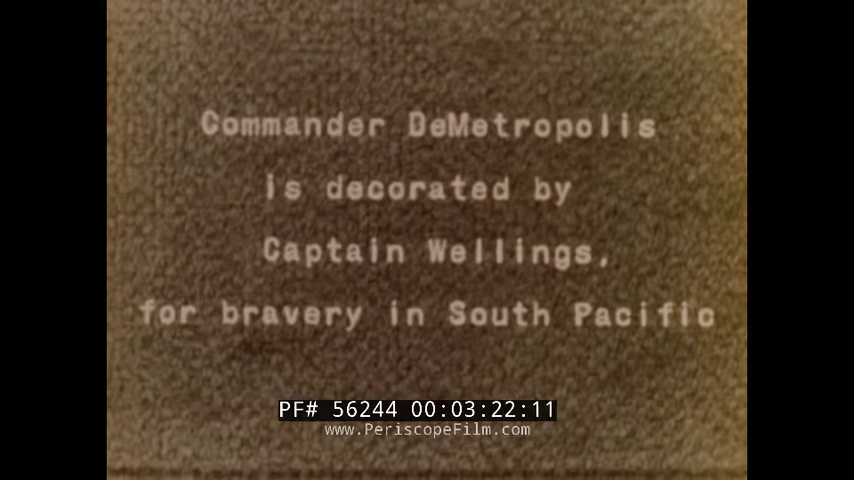 Commander DeMetropolis
is decorated by
Captain Wellings,
for bravery in South Pacific
PF# 56244 00:03:22:11
www.PeriscopeFilm.com